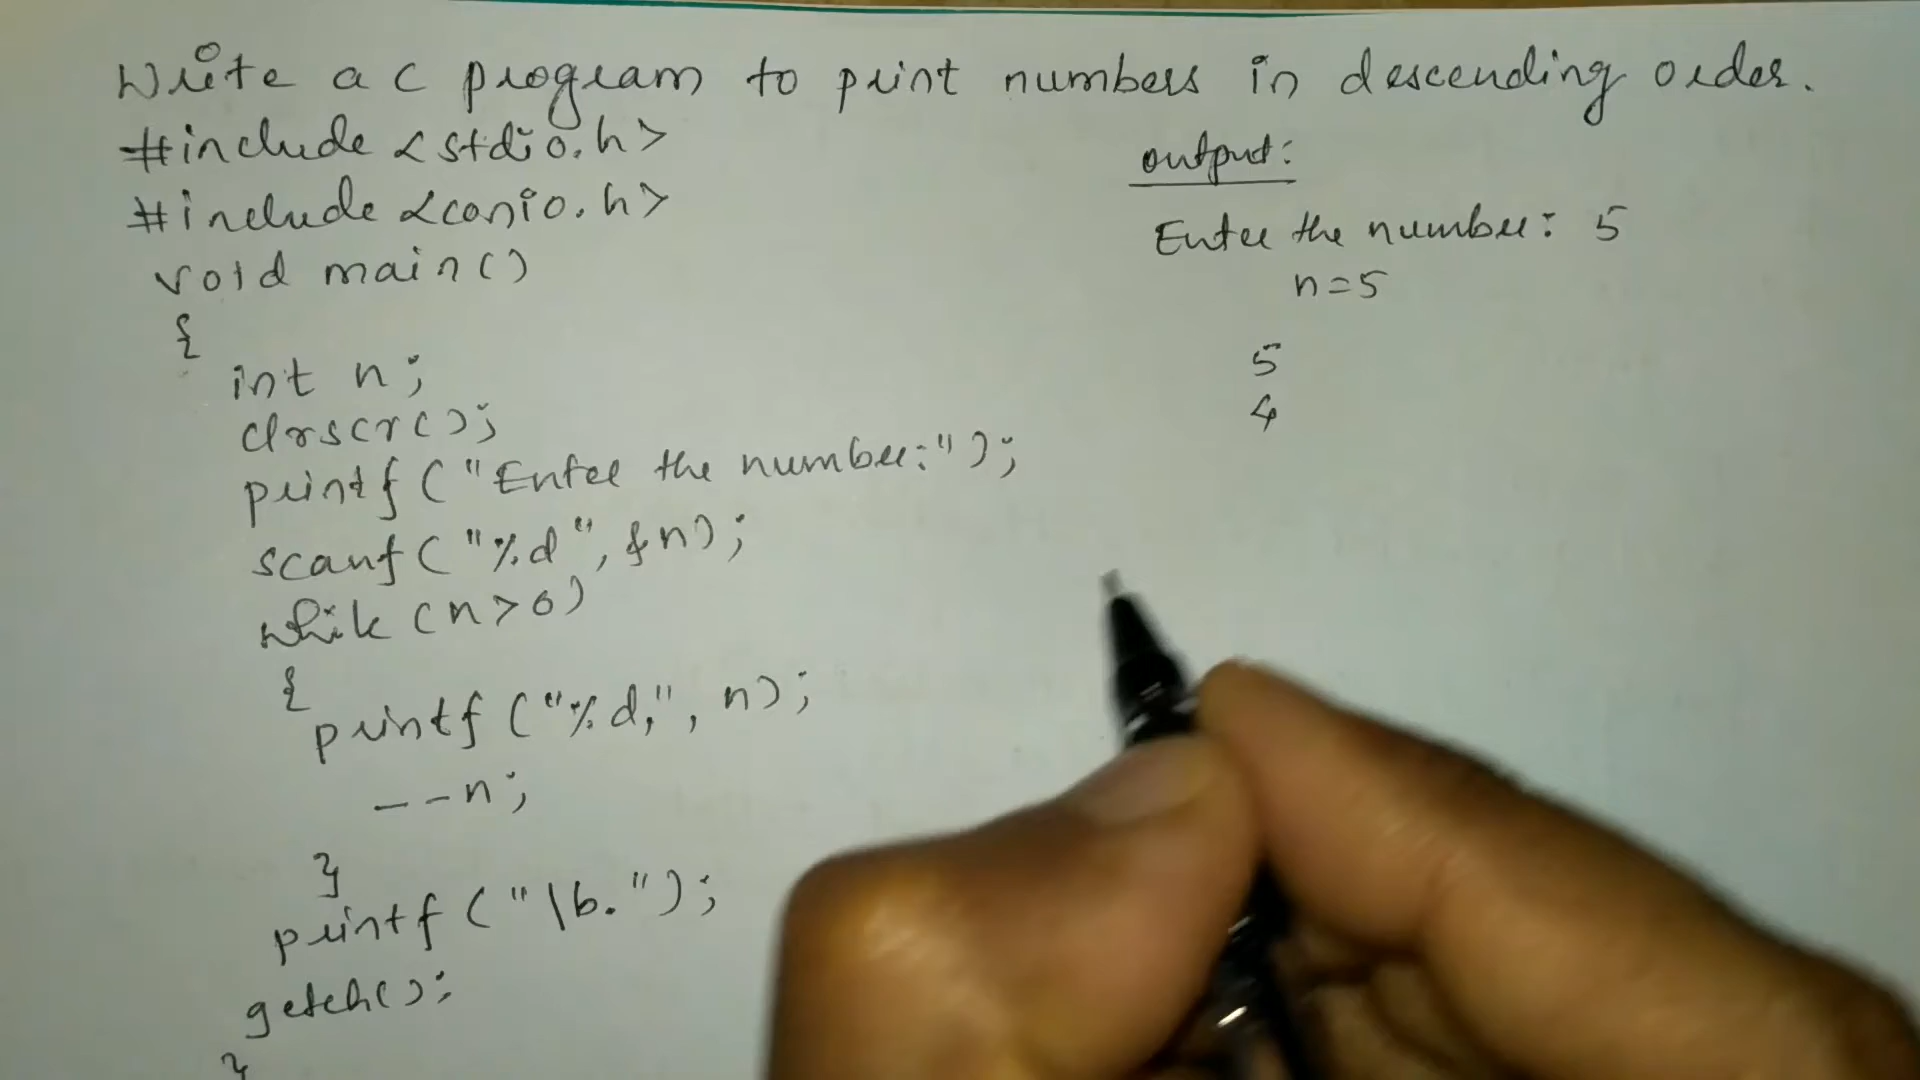 Write a C program to print numbers in descending order.
#include <stdio.h>
#include <conio.h>
void main()
{
int n;
clrscr();
printf("Enter the number:");
scanf("%d", &n);
while (n>0)
{
printf("%d,", n);
--n;
}
printf("\b.");
getch();
}
output:
Enter the number: 5
n=5
5
4